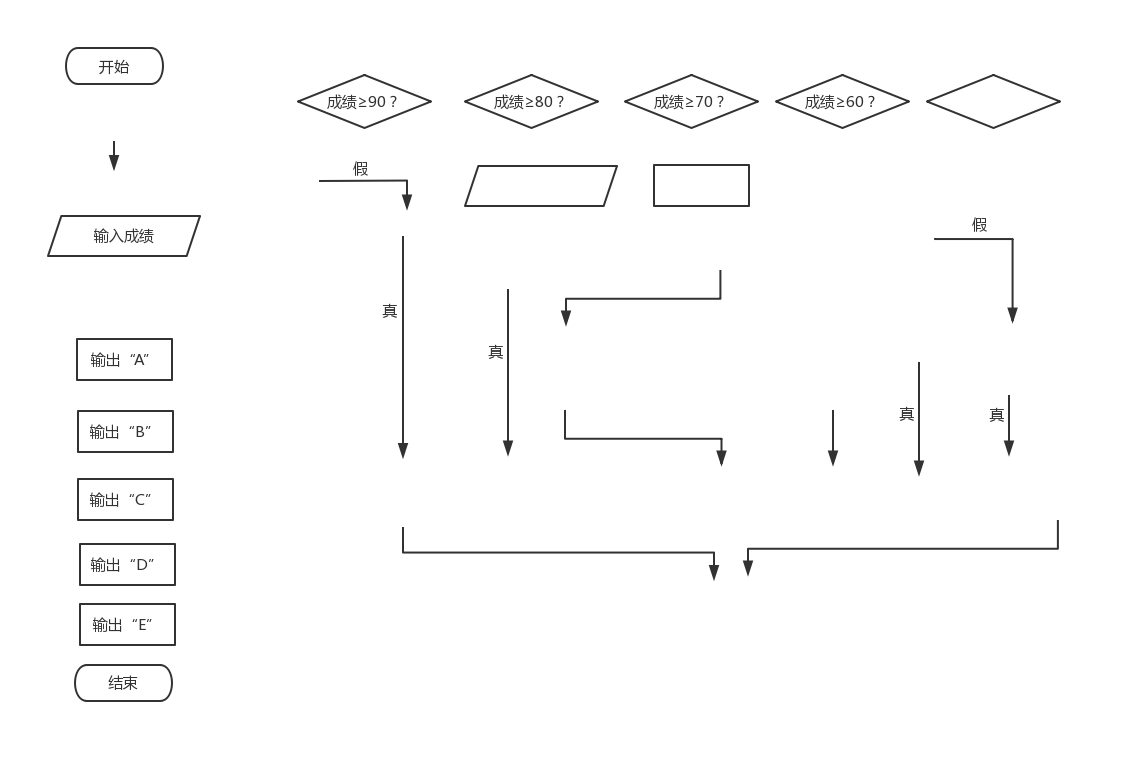 开始
成绩≥90？
成绩≥80？
成绩≥70？
成绩≥60？
假
输入成绩
假
真
真
输出“A”
真
真
输出“B”
输出“C”
输出“D”
输出“E”
结束